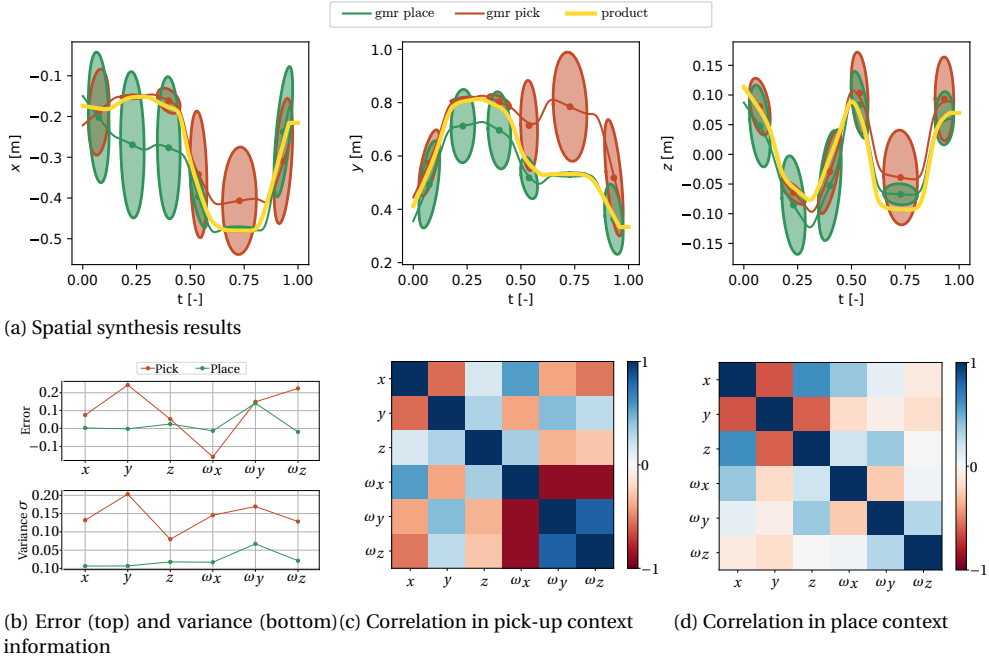 gmr place gmr pick product
−0.1
−0.2
−0.3
−0.4
−0.5
x [m]
0.00 0.25 0.50 0.75 1.00
t [-]
1.0
0.8
0.6
0.4
0.2
y [m]
0.00 0.25 0.50 0.75 1.00
t [-]
0.15
0.10
0.05
0.00
−0.05
−0.10
−0.15
z [m]
0.00 0.25 0.50 0.75 1.00
t [-]
(a) Spatial synthesis results
Pick Place
0.2
0.1
0.0
−0.1
Error
x y z ωx ωy ωz
0.20
0.15
0.10
0.05
0.10
Variance σ
x y z ωx ωy ωz
(b) Error (top) and variance (bottom)
information
x
y
z
ωx
ωy
ωz
x y z ωx ωy ωz
1
0
−1
(c) Correlation in pick-up context
x
y
z
ωx
ωy
ωz
x y z ωx ωy ωz
1
0
−1
(d) Correlation in place context